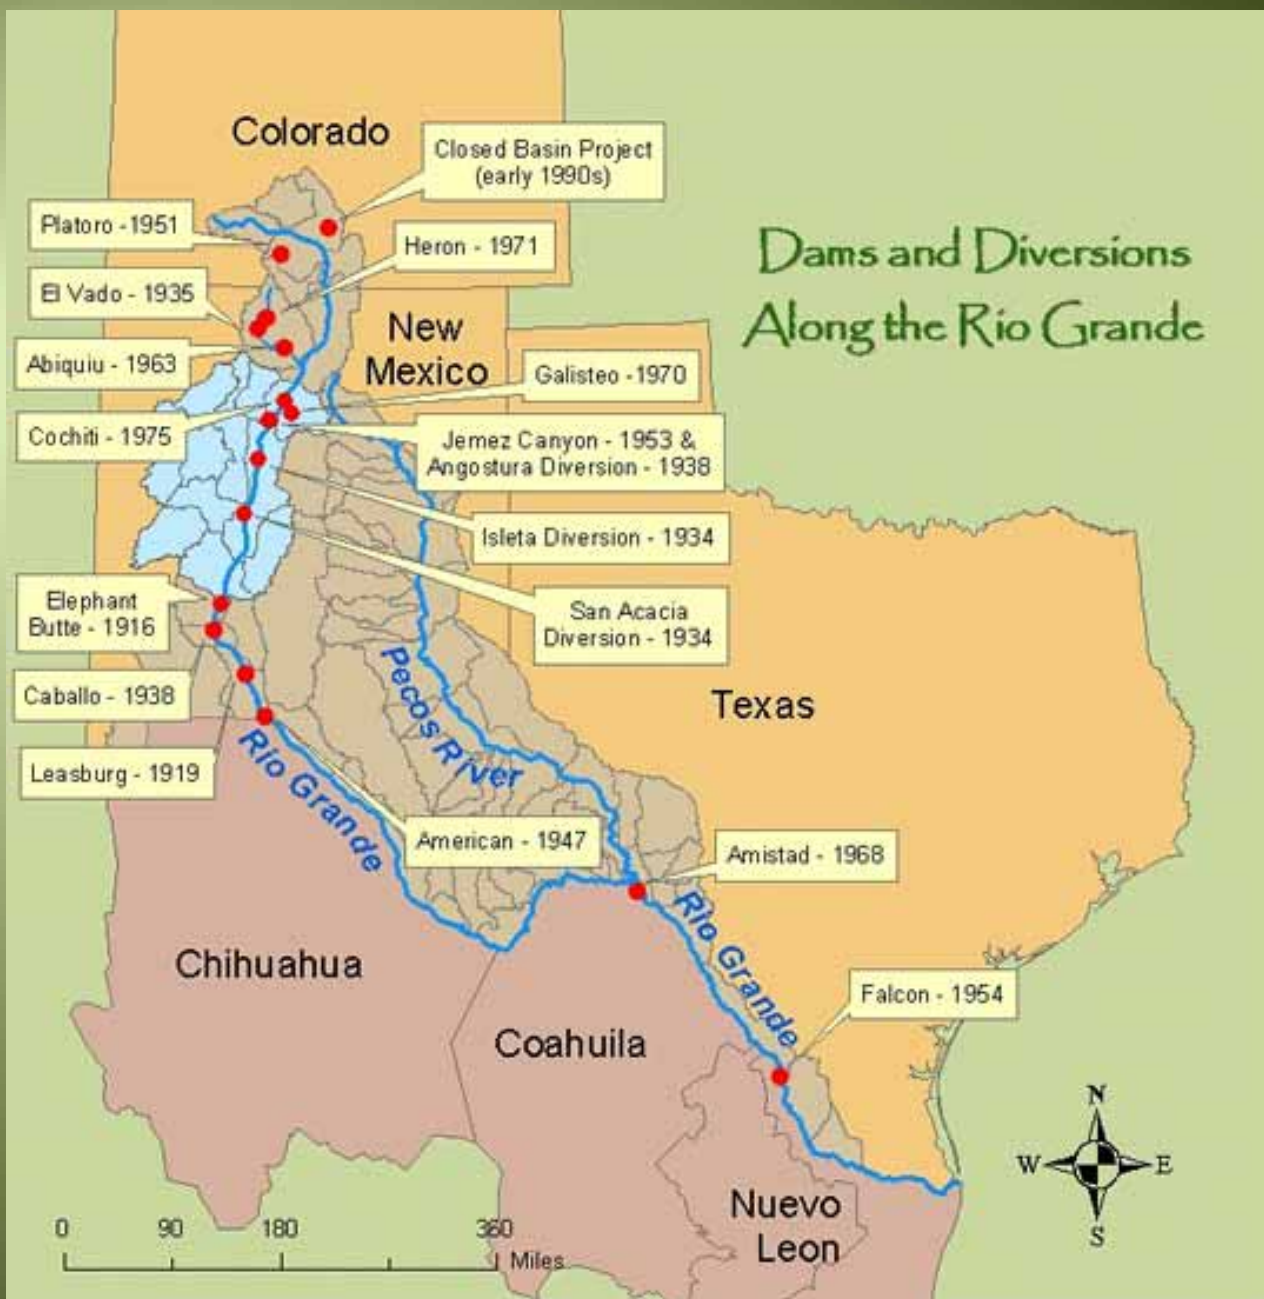 Dams and Diversions
Along the Rio Grande
Colorado
Closed Basin Project
(early 1990s)
Platoro - 1951
Heron - 1971
El Vado - 1935
New
Mexico
Abiquiu - 1963
Galisteo - 1970
Cochiti - 1975
Jemez Canyon - 1953 &
Angostura Diversion - 1938
Isleta Diversion - 1934
Elephant
Butte - 1916
San Acacia
Diversion - 1934
Caballo - 1938
Pecos River
Texas
Leasburg - 1919
Rio Grande
American - 1947
Amistad - 1968
Rio Grande
Chihuahua
Falcon - 1954
Coahuila
N
W
E
S
Nuevo
Leon
0 90 180 360
Miles